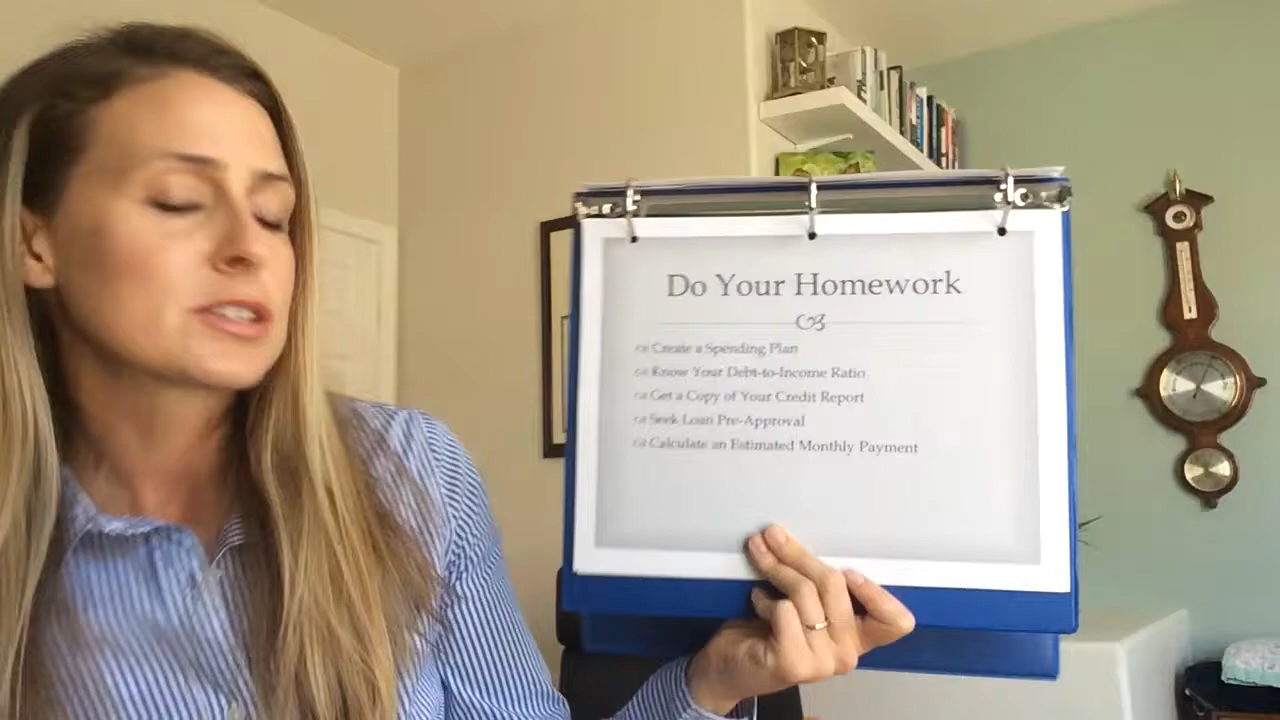 Do Your Homework
Create a Spending Plan
Know Your Debt-to-Income Ratio
Get a Copy of Your Credit Report
Seek Loan Pre-Approval
Calculate an Estimated Monthly Payment